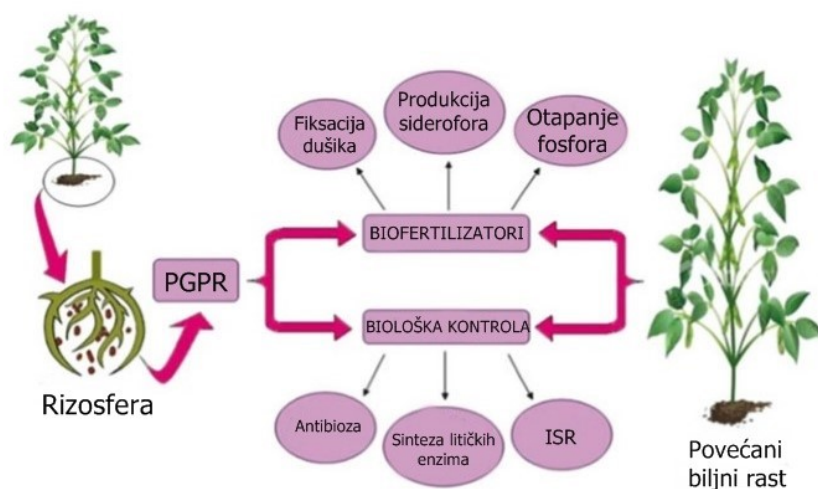 Fiksacija
dušika
Produkcija
siderofora
Otapanje
fosfora
BIOFERTILIZATORI
PGPR
BIOLOŠKA KONTROLA
Rizosfera
Antibioza
Sinteza litičkih
enzima
ISR
Povećani
biljni rast